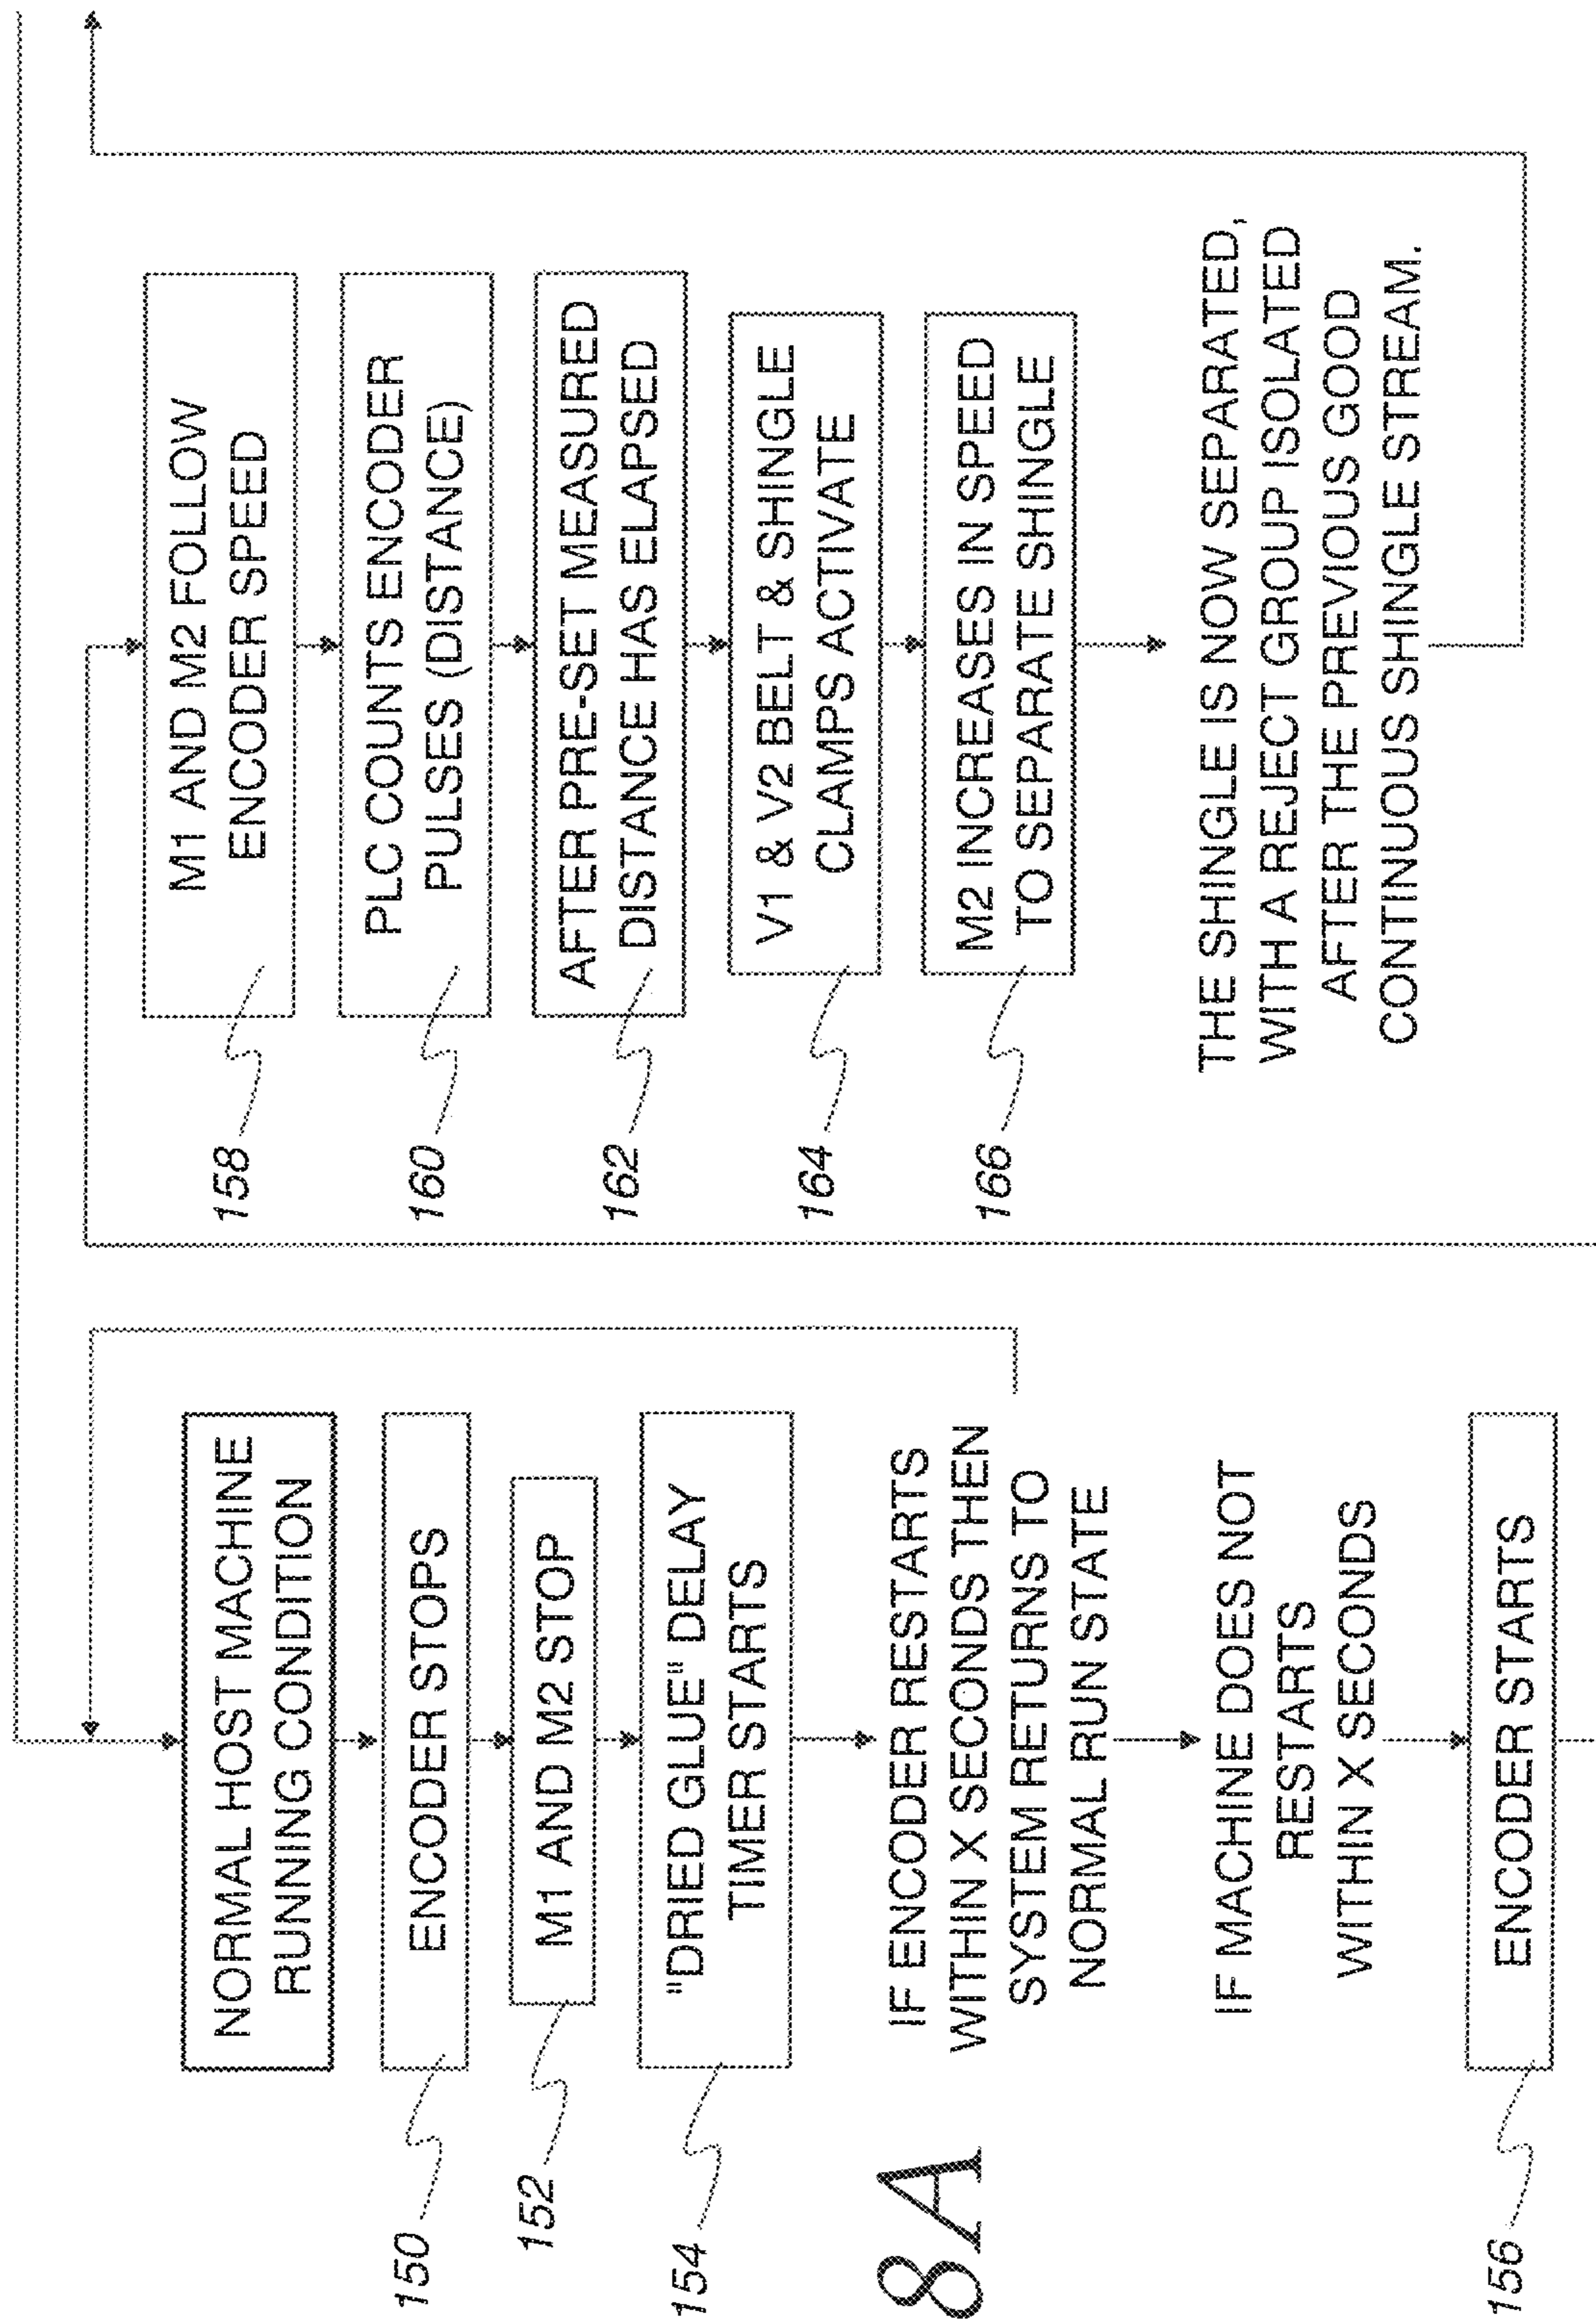 NORMAL HOST MACHINE
RUNNING CONDITION
150
ENCODER STOPS
152
M1 AND M2 STOP
154
"DRIED GLUE" DELAY
TIMER STARTS
8A
IF ENCODER RESTARTS
WITHIN X SECONDS THEN
SYSTEM RETURNS TO
NORMAL RUN STATE
IF MACHINE DOES NOT
RESTARTS
WITHIN X SECONDS
156
ENCODER STARTS
158
M1 AND M2 FOLLOW
ENCODER SPEED
160
PLC COUNTS ENCODER
PULSES (DISTANCE)
162
AFTER PRE-SET MEASURED
DISTANCE HAS ELAPSED
164
V1 & V2 BELT & SHINGLE
CLAMPS ACTIVATE
166
M2 INCREASES IN SPEED
TO SEPARATE SHINGLE
THE SHINGLE IS NOW SEPARATED,
WITH A REJECT GROUP ISOLATED
AFTER THE PREVIOUS GOOD
CONTINUOUS SHINGLE STREAM.